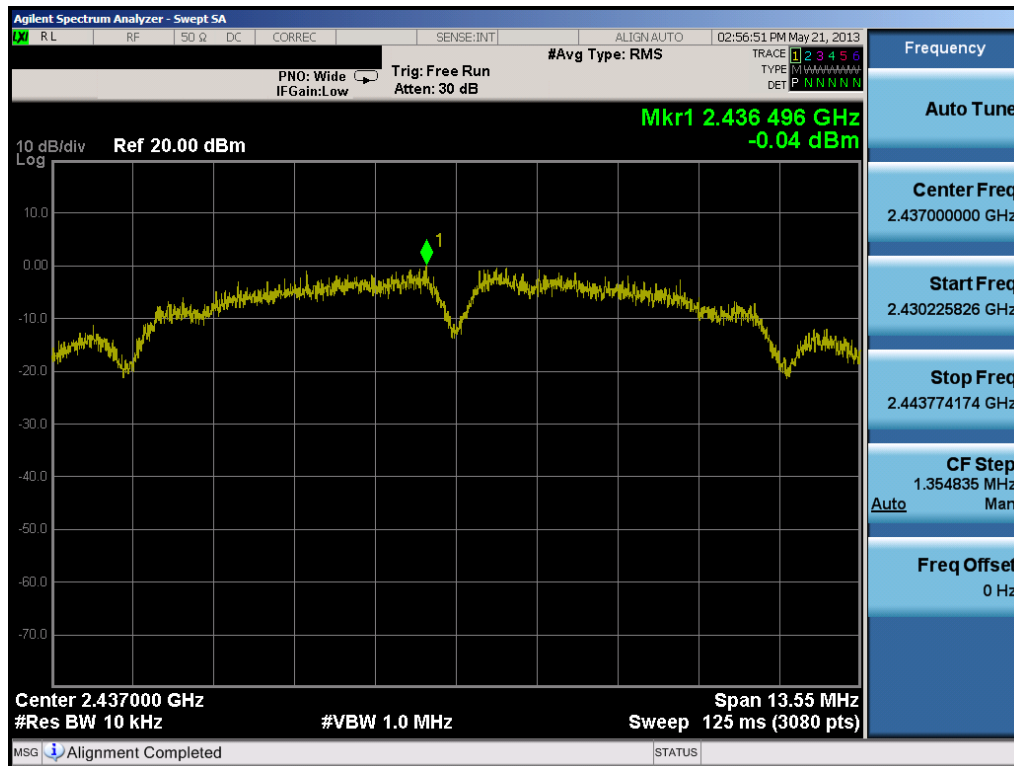 Agilent Spectrum Analyzer - Swept SA
LXI RL RF 50 Ω DC CORREC SENSE:INT ALIGNAUTO 02:56:51 PM May 21, 2013
PNO: Wide
IFGain:Low
Trig: Free Run
Atten: 30 dB
#Avg Type: RMS
TRACE 1 2 3 4 5 6
TYPE M
DET P N N N N N
Mkr1 2.436 496 GHz
-0.04 dBm
10 dB/div Ref 20.00 dBm
Log
10.0
0.00
-10.0
-20.0
-30.0
-40.0
-50.0
-60.0
-70.0
1
Center 2.437000 GHz Span 13.55 MHz
#Res BW 10 kHz #VBW 1.0 MHz Sweep 125 ms (3080 pts)
MSG Alignment Completed STATUS
Frequency
Auto Tune
Center Freq
2.437000000 GHz
Start Freq
2.430225826 GHz
Stop Freq
2.443774174 GHz
CF Step
1.354835 MHz
Auto Man
Freq Offset
0 Hz